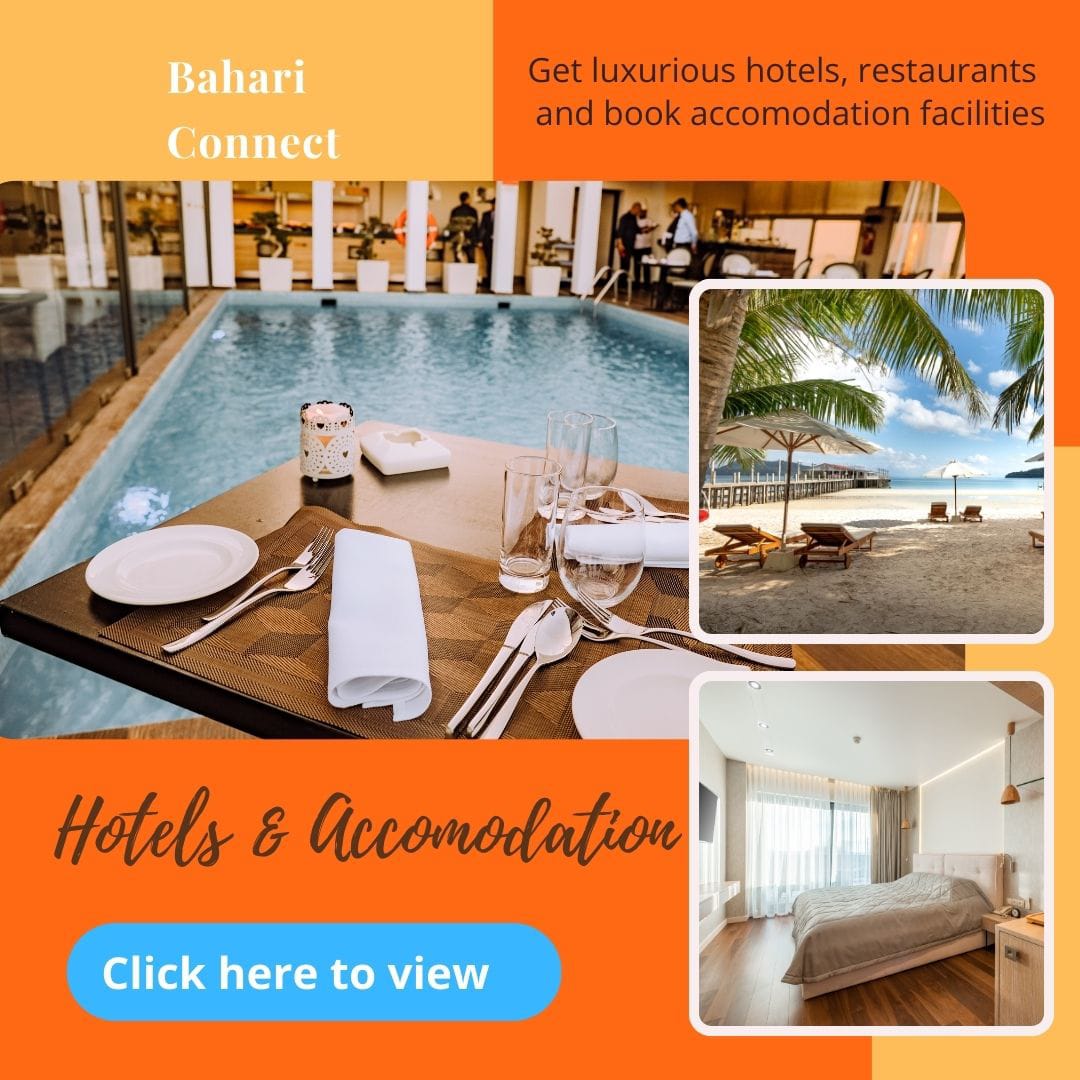 Bahari
Connect
Get luxurious hotels, restaurants
and book accomodation facilities
Hotels & Accomodation
Click here to view